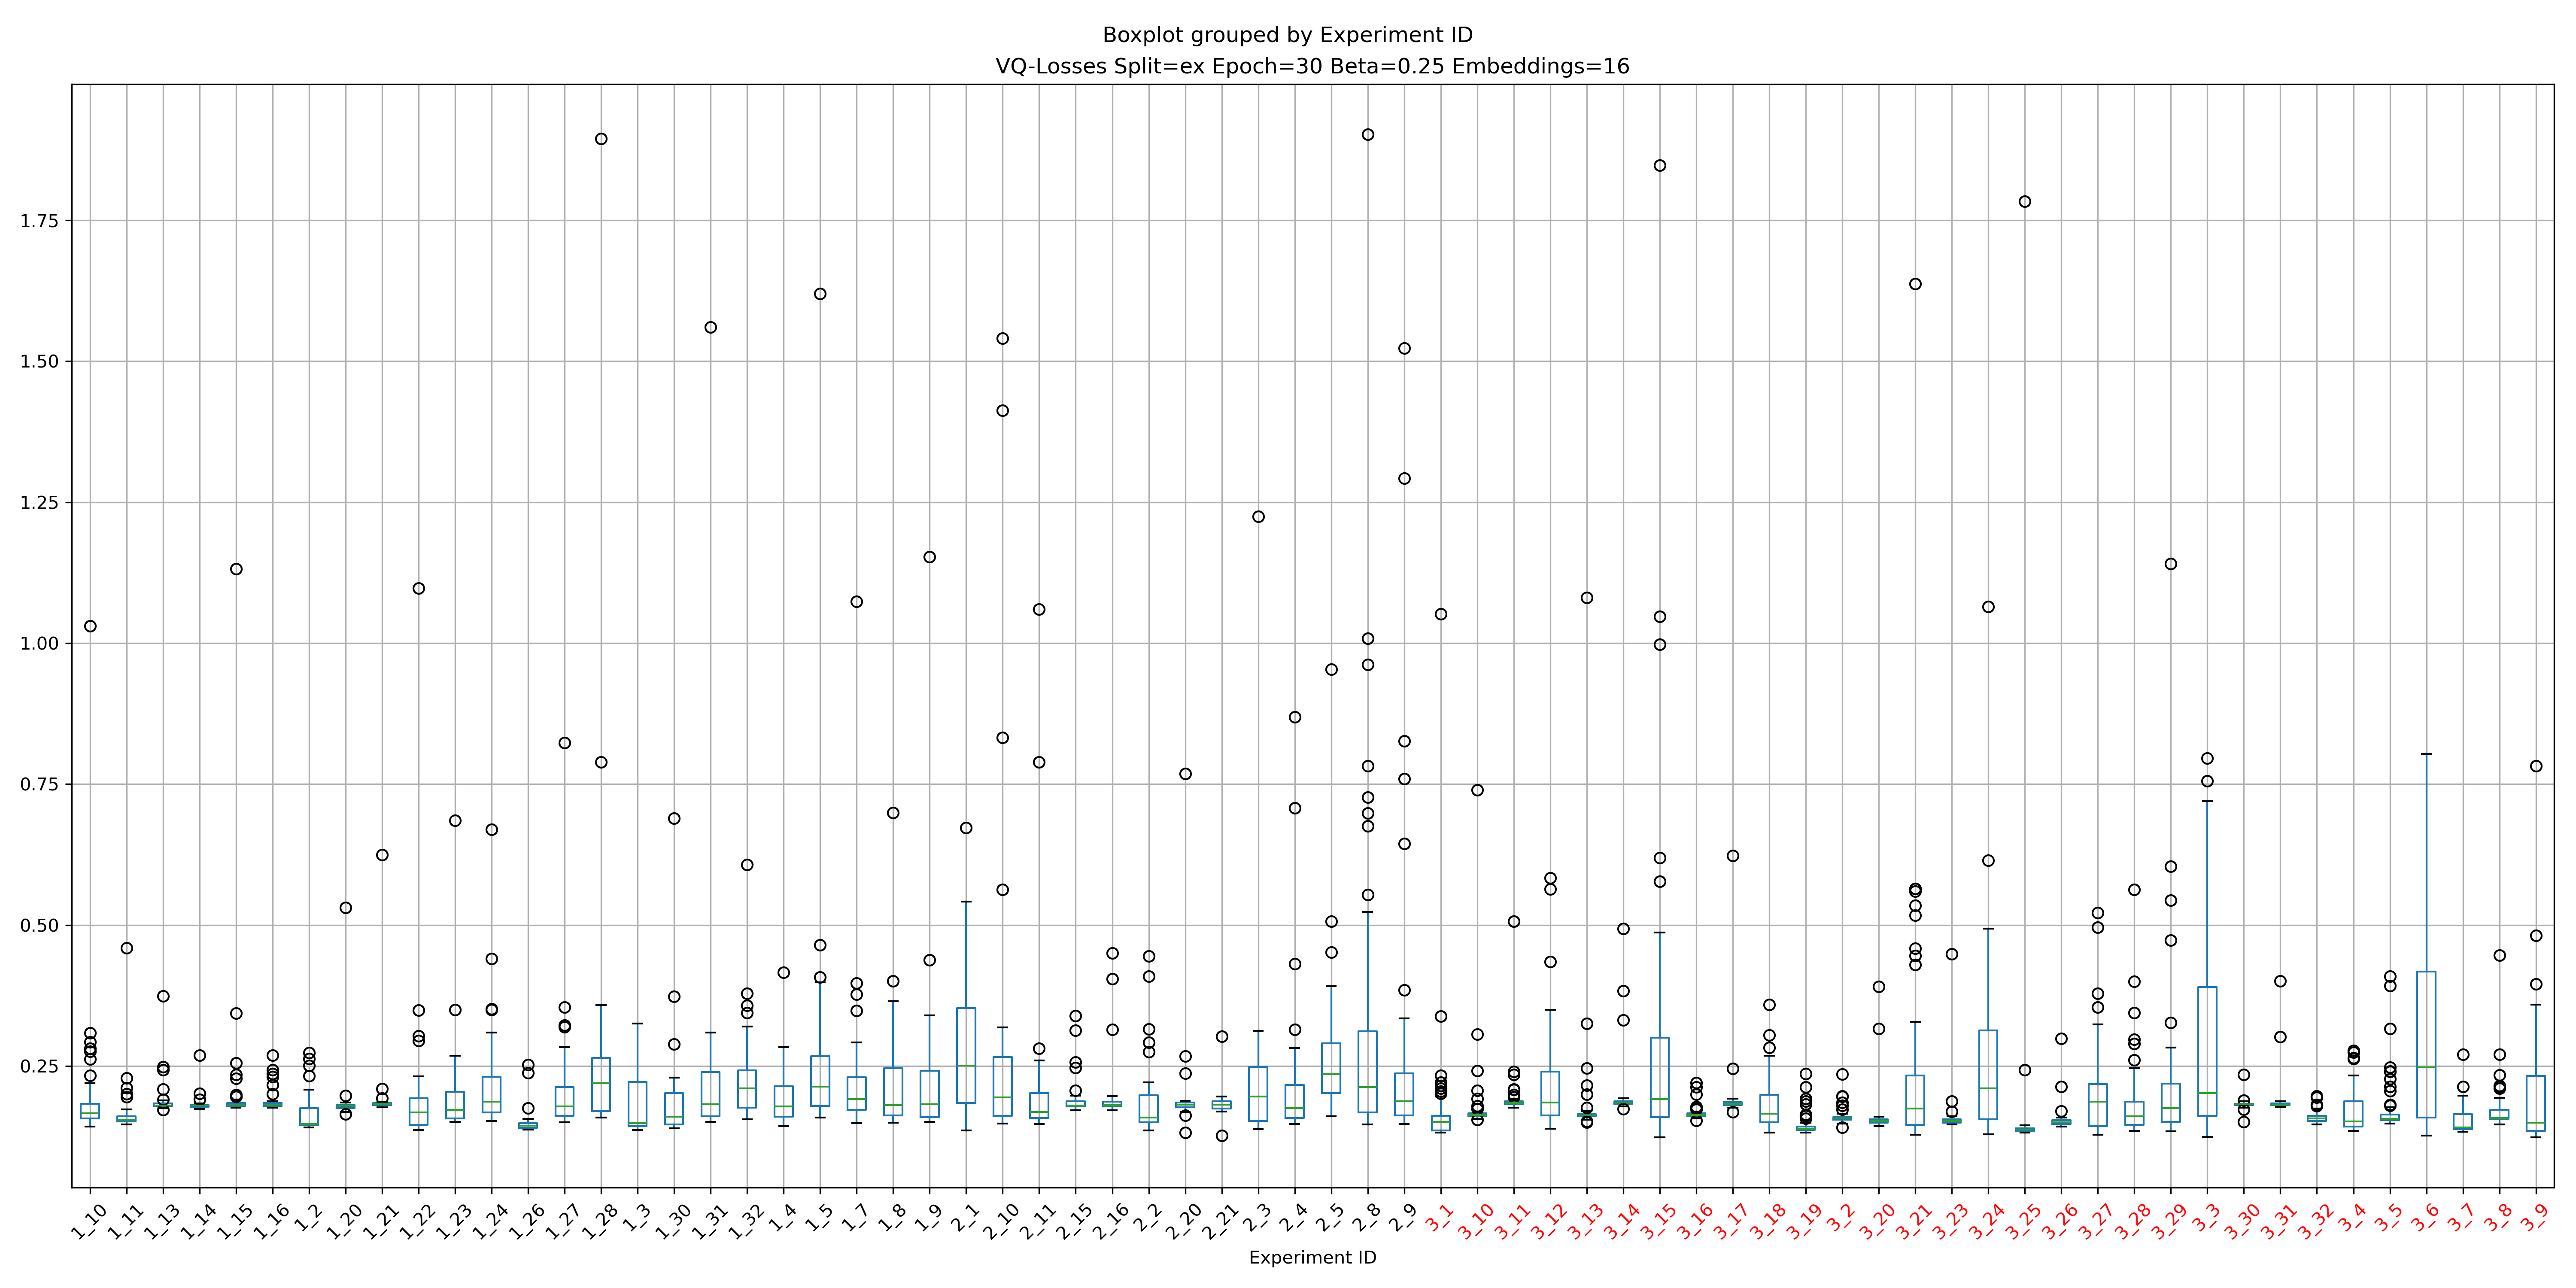 Boxplot grouped by Experiment ID
VQ-Losses Split=ex Epoch=30 Beta=0.25 Embeddings=16
1.75
1.50
1.25
1.00
0.75
0.50
0.25
1_10 1_11 1_13 1_14 1_15 1_16 1_2 1_20 1_21 1_22 1_23 1_24 1_26 1_27 1_28 1_3 1_30 1_31 1_32 1_4 1_5 1_7 1_8 1_9 2_1 2_10 2_11 2_15 2_16 2_2 2_20 2_21 2_3 2_4 2_5 2_8 2_9 3_1 3_10 3_11 3_12 3_13 3_14 3_15 3_16 3_17 3_18 3_19 3_2 3_20 3_21 3_23 3_24 3_25 3_26 3_27 3_28 3_29 3_3 3_30 3_31 3_32 3_4 3_5 3_6 3_7 3_8 3_9
Experiment ID